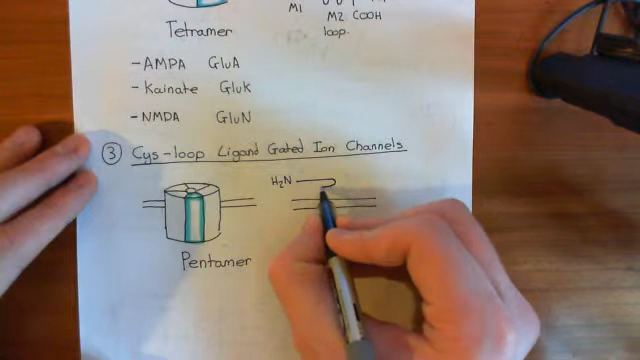 M1
M2 COOH
loop.
Tetramer
-AMPA GluA
-Kainate GluK
-NMDA GluN
③ Cys-loop Ligand Gated Ion Channels
H₂N
Pentamer